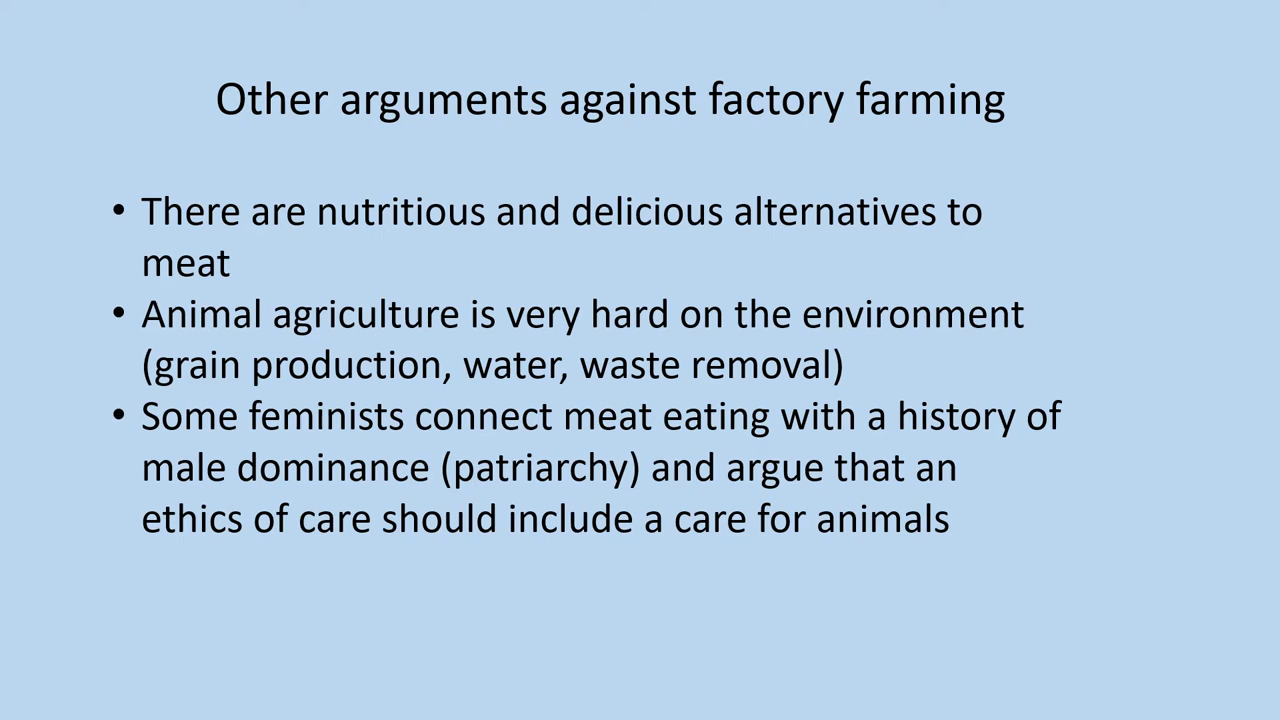 Other arguments against factory farming
• There are nutritious and delicious alternatives to
meat
• Animal agriculture is very hard on the environment
(grain production, water, waste removal)
• Some feminists connect meat eating with a history of
male dominance (patriarchy) and argue that an
ethics of care should include a care for animals